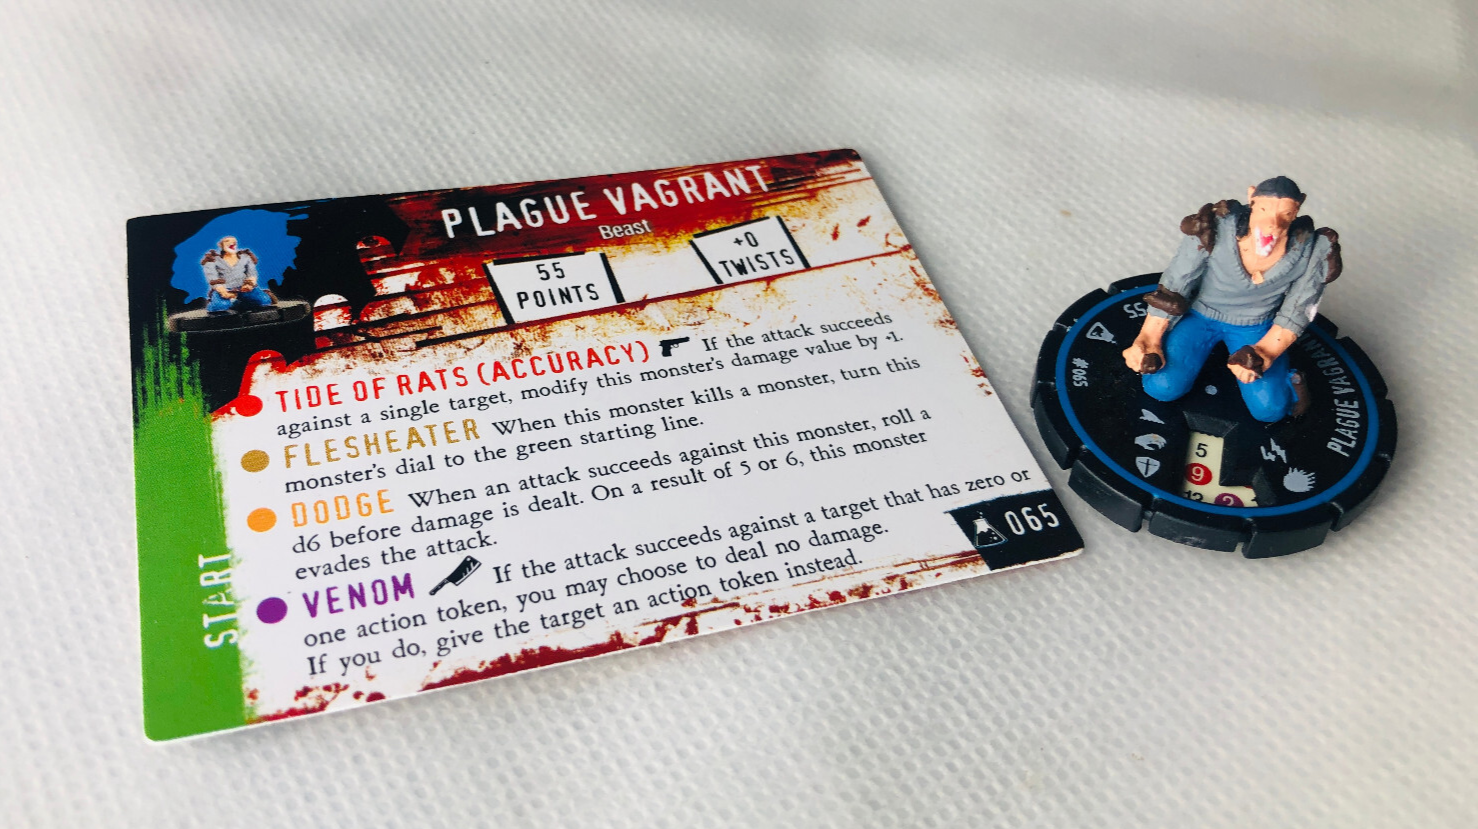 PLAGUE VAGRANT
Beast
55
POINTS
+0
TWISTS
TIDE OF RATS (ACCURACY) If the attack succeeds
against a single target, modify this monster's damage value by +1.
FLESHEATER When this monster kills a monster, turn this
monster's dial to the green starting line.
DODGE When an attack succeeds against this monster, roll a
d6 before damage is dealt. On a result of 5 or 6, this monster
evades the attack.
VENOM If the attack succeeds against a target that has zero or
one action token, you may choose to deal no damage.
If you do, give the target an action token instead.
START
065
55
#065
PLAGUE VAGRANT
5
9